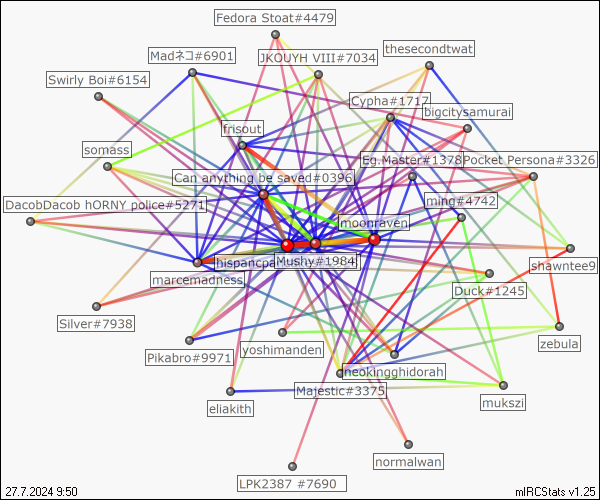 Fedora Stoat#4479
thesecondtwat
Madネコ#6901
JKOUYH VIII#7034
Swirly Boi#6154
Cypha#1717
bigcitysamurai
frisout
somass
Eg.Master#1378
Pocket Persona#3326
Can anything be saved#0396
ming#4742
DacobDacob hORNY police#5271
moonraven
hispancpa
Mushy#1984
shawntee9
marcemadness
Duck#1245
Silver#7938
zebula
yoshimanden
Pikabro#9971
neokingghidorah
Majestic#3375
mukszi
eliakith
normalwan
LPK2387 #7690
27.7.2024 9:50
mIRCStats v1.25